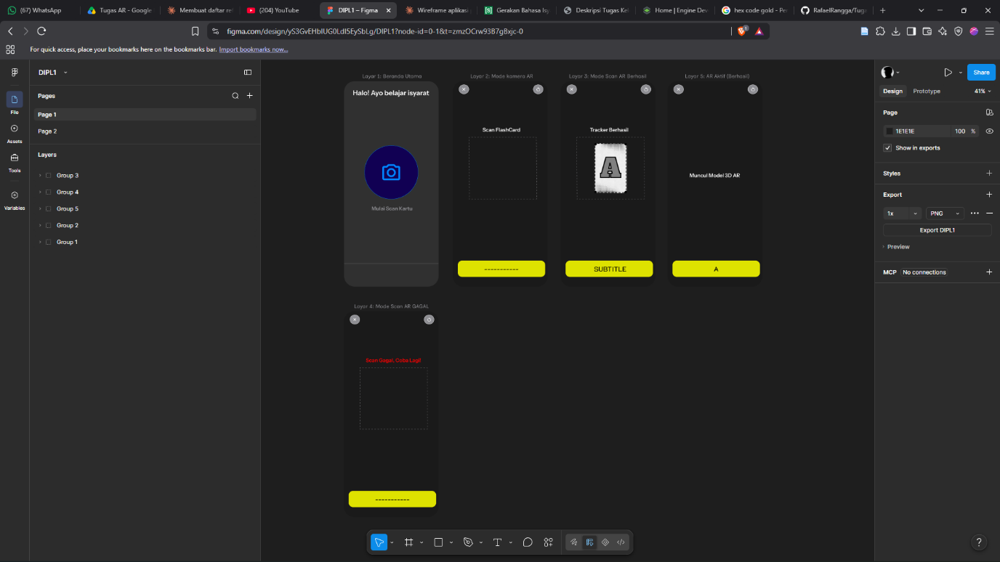 (67) WhatsApp
Tugas AR - Google
Membuat daftar re
(204) YouTube
DIPL1 – Figma
Wireframe aplikasi
Gerakan Bahasa Isy
Deskripsi Tugas Kel
Home | Engine Dev
hex code gold - Pe
RafaelRangga/Tuga
figma.com/design/yS3GvEHbIUG0LdI5EySbLg/DIPL1?node-id=0-1&t=zmzOCrw93B7gBxjc-0
For quick access, place your bookmarks here on the bookmarks bar. Import bookmarks now...
File
Assets
Tools
Variables
DIPL1
Pages
Page 1
Page 2
Layers
Group 3
Group 4
Group 5
Group 2
Group 1
Layar 1: Beranda Utama
Halo! Ayo belajar isyarat
Mulai Scan Kartu
Layar 2: Mode kamera AR
Scan FlashCard
-----------
Layar 3: Mode Scan AR Berhasil
Tracker Berhasil
A
SUBTITLE
Layar 5: AR Aktif (Berhasil)
Muncul Model 3D AR
A
Layar 4: Mode Scan AR GAGAL
Scan Gagal, Coba Lagi!
-----------
Share
Design
Prototype
41%
Page
1E1E1E
100
%
Show in exports
Styles
Export
1x
PNG
Export DIPL1
Preview
MCP
No connections
?